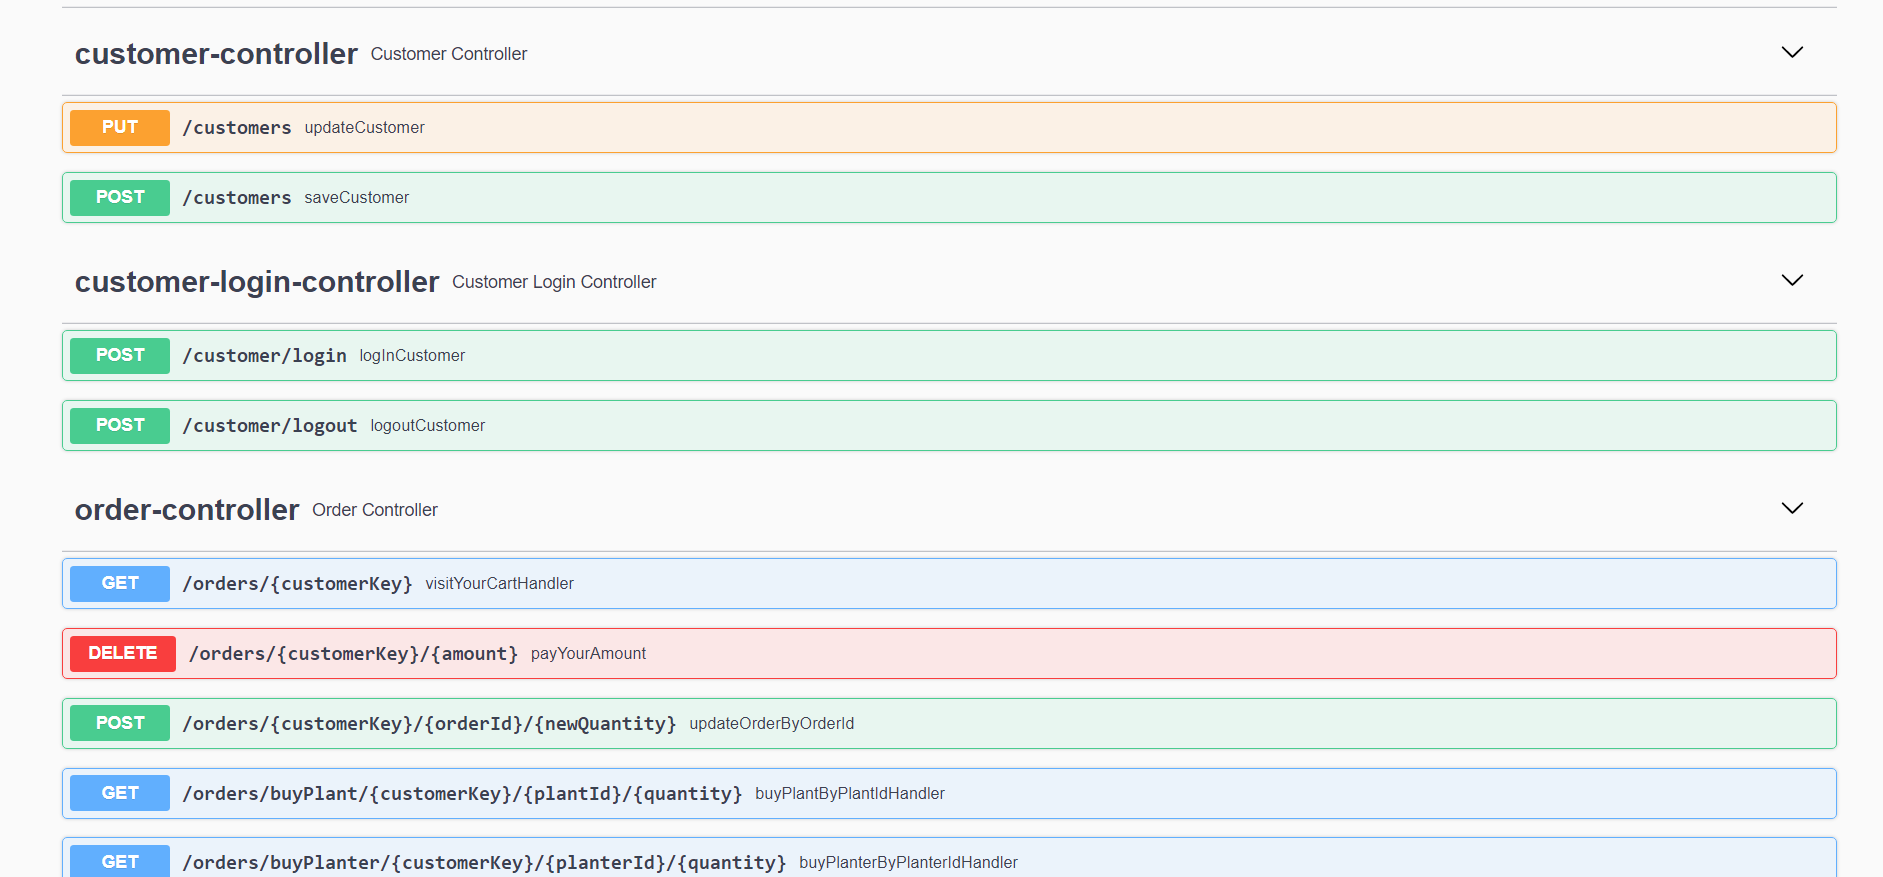 customer-controller Customer Controller
PUT /customers updateCustomer
POST /customers saveCustomer
customer-login-controller Customer Login Controller
POST /customer/login logInCustomer
POST /customer/logout logoutCustomer
order-controller Order Controller
GET /orders/{customerKey} visitYourCartHandler
DELETE /orders/{customerKey}/{amount} payYourAmount
POST /orders/{customerKey}/{orderId}/{newQuantity} updateOrderByOrderId
GET /orders/buyPlant/{customerKey}/{plantId}/{quantity} buyPlantByPlantIdHandler
GET /orders/buyPlanter/{customerKey}/{planterId}/{quantity} buyPlanterByPlanterIdHandler